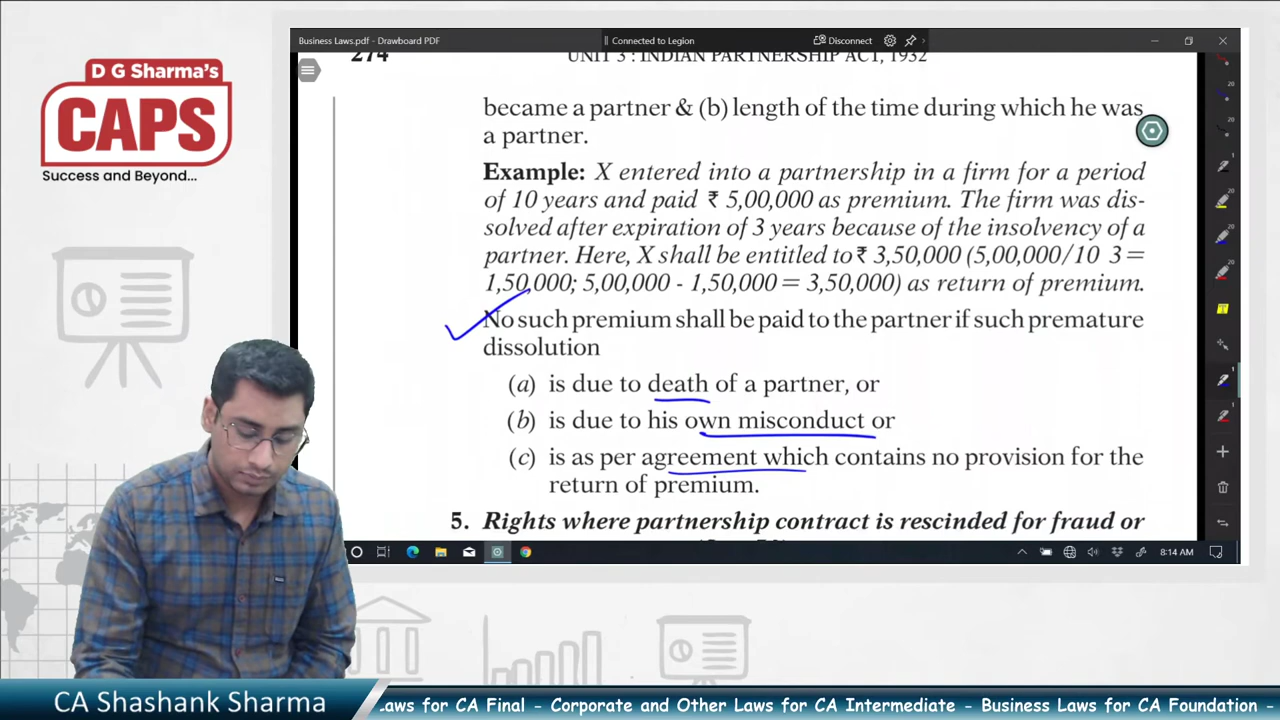 D G Sharma's
CAPS
Success and Beyond...
Business Laws.pdf - Drawboard PDF
Connected to Legion
Disconnect
274
UNIT 3 : INDIAN PARTNERSHIP ACT, 1932
became a partner & (b) length of the time during which he was
a partner.
Example: X entered into a partnership in a firm for a period
of 10 years and paid ₹ 5,00,000 as premium. The firm was dis-
solved after expiration of 3 years because of the insolvency of a
partner. Here, X shall be entitled to ₹ 3,50,000 (5,00,000/10 3 =
1,50,000; 5,00,000 - 1,50,000 = 3,50,000) as return of premium.
No such premium shall be paid to the partner if such premature
dissolution
(a) is due to death of a partner, or
(b) is due to his own misconduct or
(c) is as per agreement which contains no provision for the
return of premium.
5. Rights where partnership contract is rescinded for fraud or
8:14 AM
CA Shashank Sharma
Laws for CA Final - Corporate and Other Laws for CA Intermediate - Business Laws for CA Foundation -